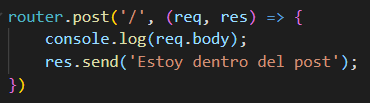 router.post('/', (req, res) => {
    console.log(req.body);
    res.send('Estoy dentro del post');
})